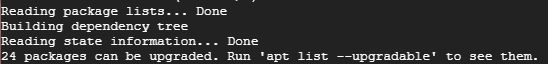 Reading package lists... Done
Building dependency tree
Reading state information... Done
24 packages can be upgraded. Run 'apt list --upgradable' to see them.